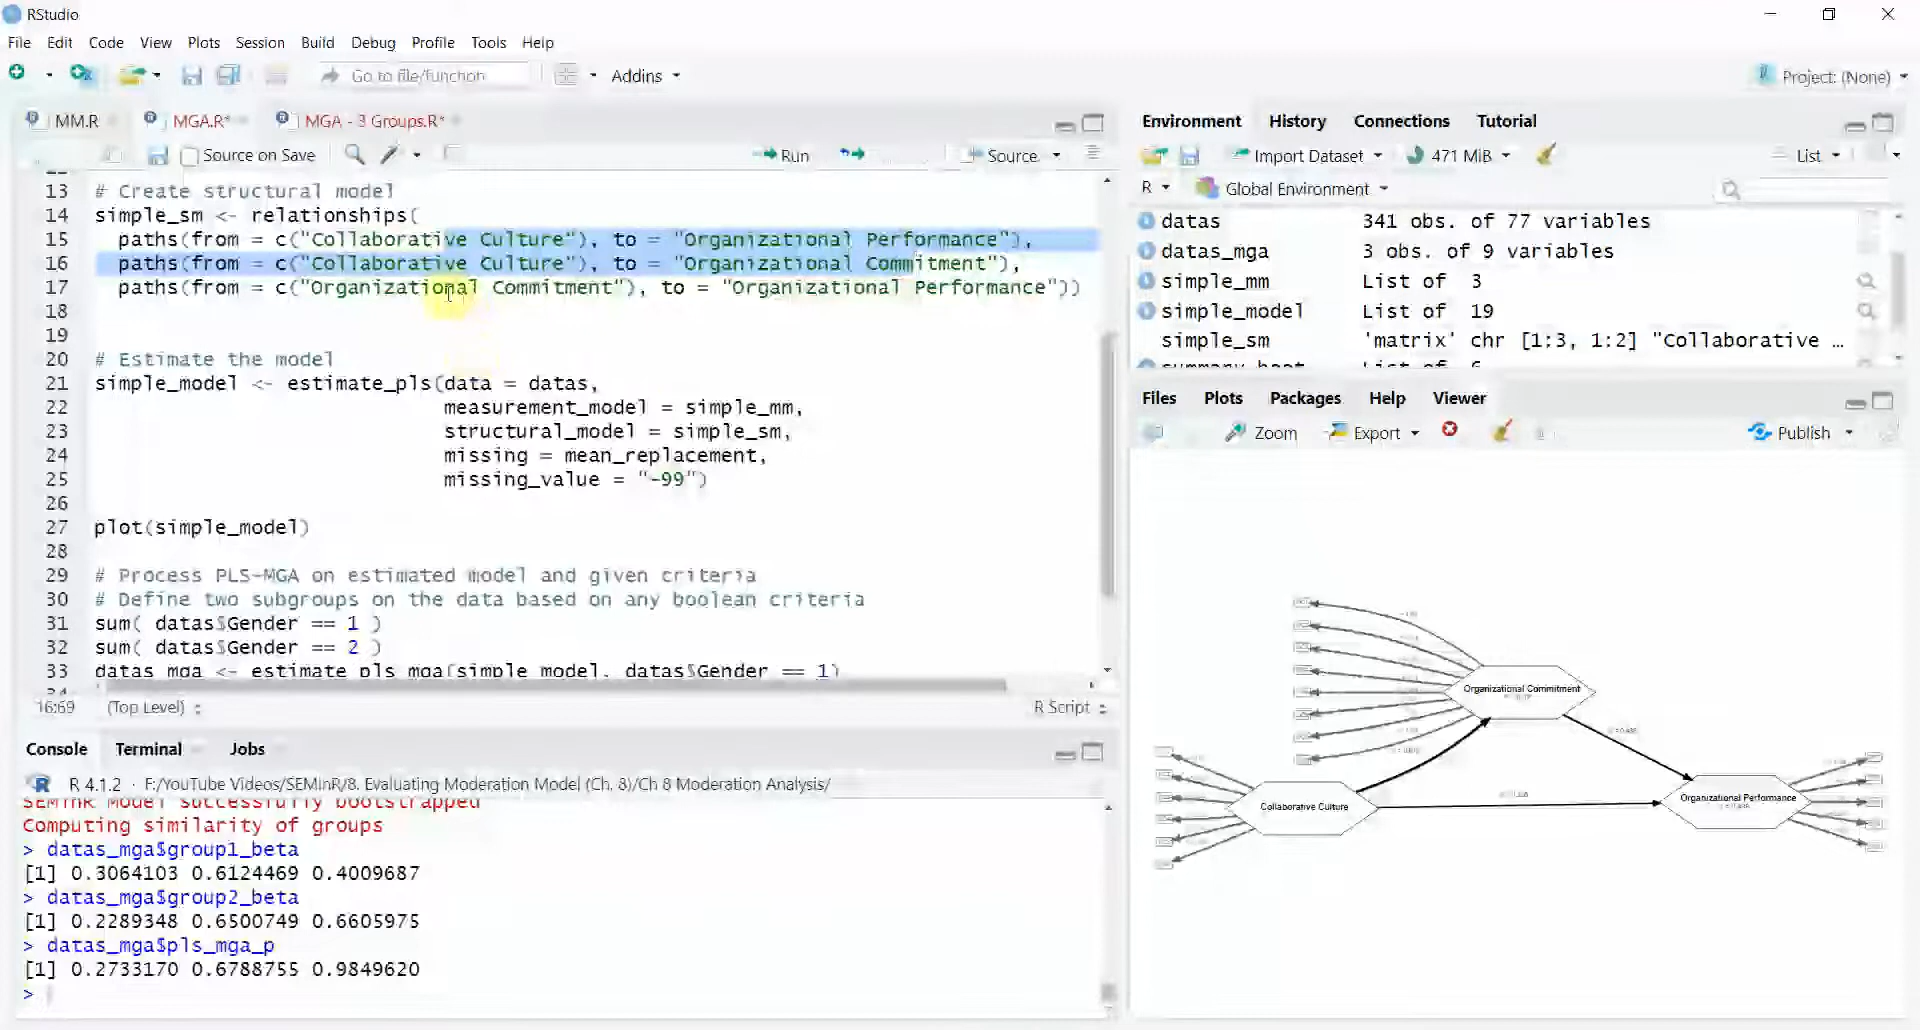 RStudio
File Edit Code View Plots Session Build Debug Profile Tools Help
Go to file/function Addins Project: (None)
MM.R MGA.R* MGA - 3 Groups.R*
Source on Save Run Source
13 # Create structural model
14 simple_sm <- relationships(
15 paths(from = c("Collaborative Culture"), to = "Organizational Performance"),
16 paths(from = c("Collaborative Culture"), to = "Organizational Commitment"),
17 paths(from = c("Organizational Commitment"), to = "Organizational Performance"))
18
19
20 # Estimate the model
21 simple_model <- estimate_pls(data = datas,
22 measurement_model = simple_mm,
23 structural_model = simple_sm,
24 missing = mean_replacement,
25 missing_value = "-99")
26
27 plot(simple_model)
28
29 # Process PLS-MGA on estimated model and given criteria
30 # Define two subgroups on the data based on any boolean criteria
31 sum( datas$Gender == 1 )
32 sum( datas$Gender == 2 )
33 datas_mga <- estimate_pls_mga(simple_model, datas$Gender == 1)
34
16:69 (Top Level) R Script
Console Terminal Jobs
R 4.1.2 · F:/YouTube Videos/SEMinR/8. Evaluating Moderation Model (Ch. 8)/Ch 8 Moderation Analysis/
SEMinR Model successfully bootstrapped
Computing similarity of groups
> datas_mga$group1_beta
[1] 0.3064103 0.6124469 0.4009687
> datas_mga$group2_beta
[1] 0.2289348 0.6500749 0.6605975
> datas_mga$pls_mga_p
[1] 0.2733170 0.6788755 0.9849620
>
Environment History Connections Tutorial
Import Dataset 471 MiB List
R Global Environment
datas 341 obs. of 77 variables
datas_mga 3 obs. of 9 variables
simple_mm List of 3
simple_model List of 19
simple_sm 'matrix' chr [1:3, 1:2] "Collaborative …
summary_boot List of 6
Files Plots Packages Help Viewer
Zoom Export Publish
Organizational Commitment
Collaborative Culture
Organizational Performance